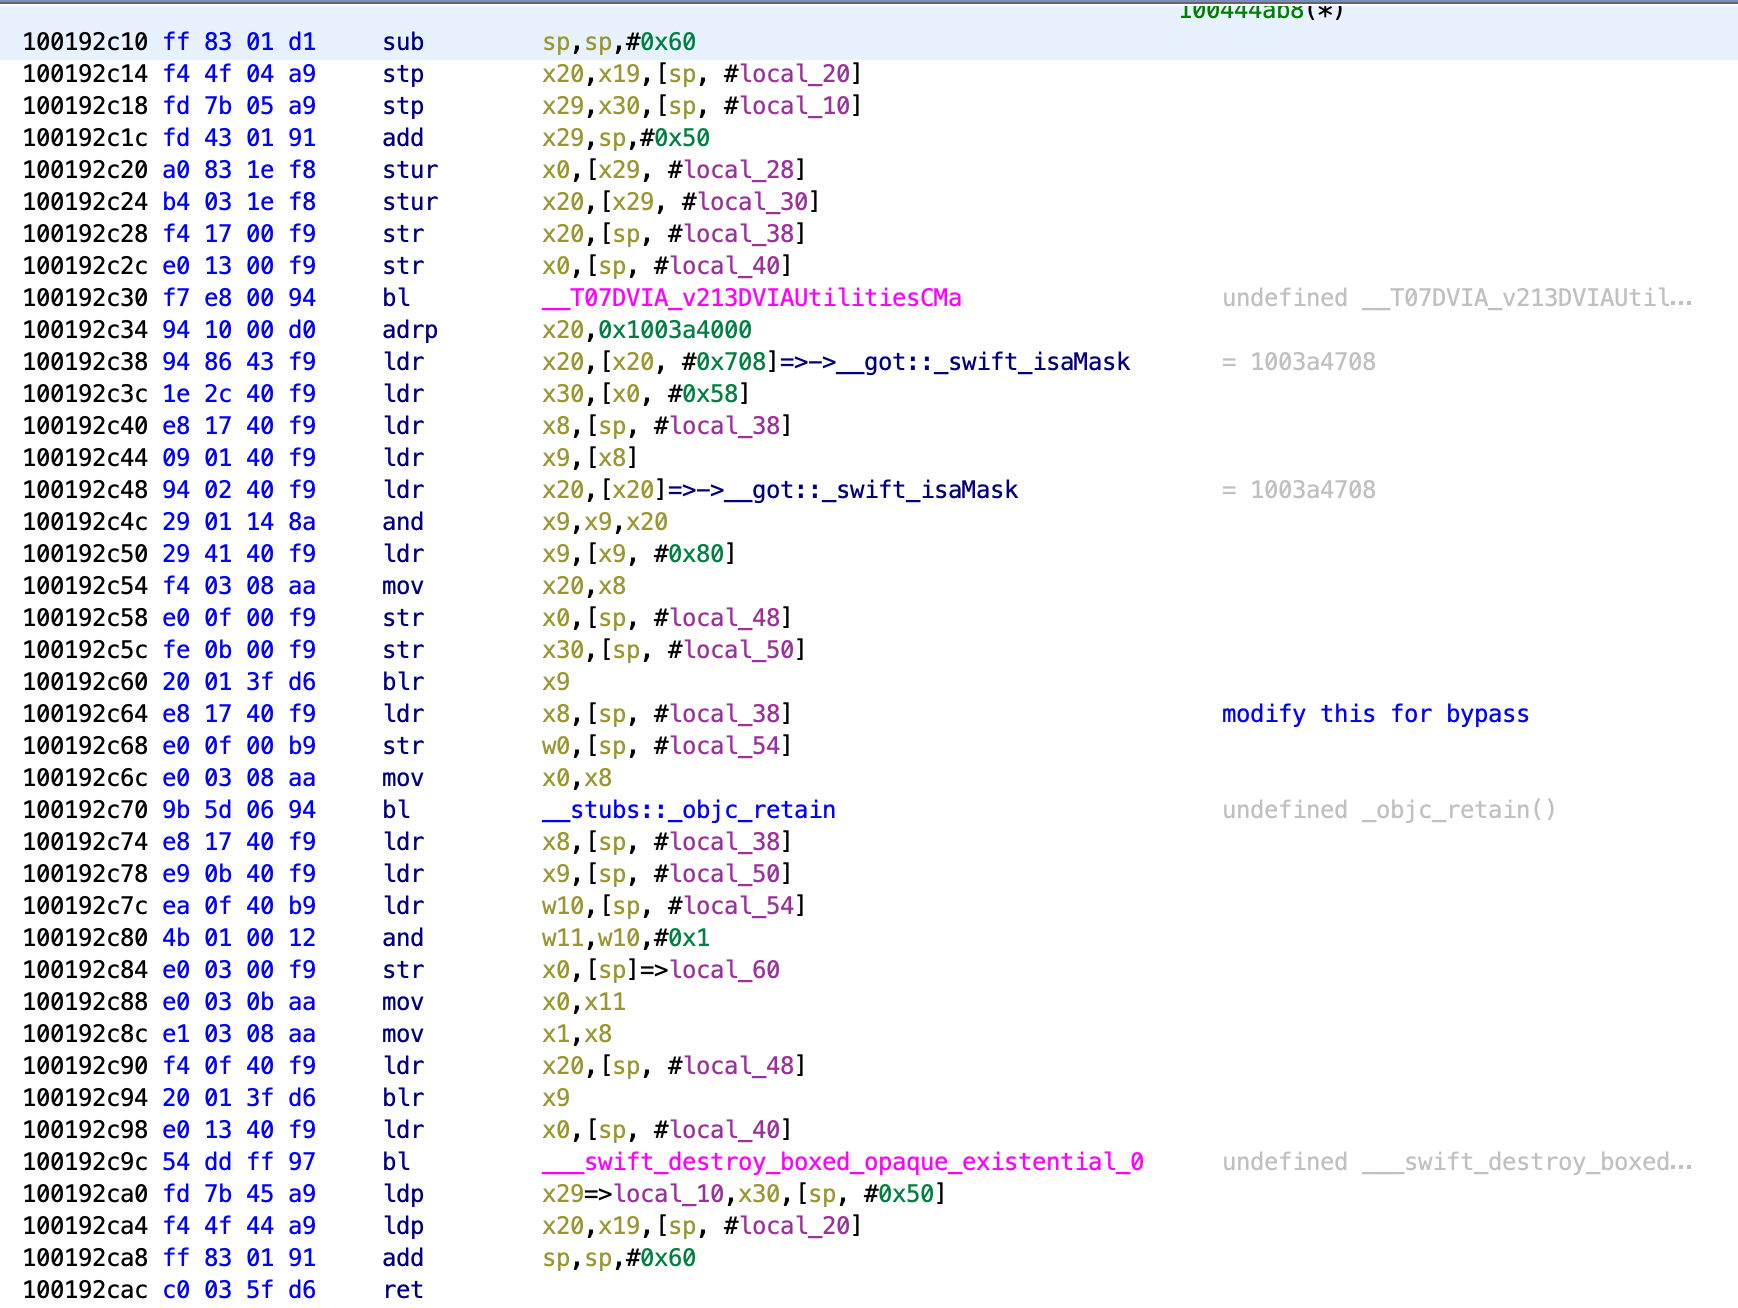 100444ab8(*)
100192c10 ff 83 01 d1 sub sp,sp,#0x60
100192c14 f4 4f 04 a9 stp x20,x19,[sp, #local_20]
100192c18 fd 7b 05 a9 stp x29,x30,[sp, #local_10]
100192c1c fd 43 01 91 add x29,sp,#0x50
100192c20 a0 83 1e f8 stur x0,[x29, #local_28]
100192c24 b4 03 1e f8 stur x20,[x29, #local_30]
100192c28 f4 17 00 f9 str x20,[sp, #local_38]
100192c2c e0 13 00 f9 str x0,[sp, #local_40]
100192c30 f7 e8 00 94 bl __T07DVIA_v213DVIAUtilitiesCMa undefined __T07DVIA_v213DVIAUtil...
100192c34 94 10 00 d0 adrp x20,0x1003a4000
100192c38 94 86 43 f9 ldr x20,[x20, #0x708]=>->__got::_swift_isaMask = 1003a4708
100192c3c 1e 2c 40 f9 ldr x30,[x0, #0x58]
100192c40 e8 17 40 f9 ldr x8,[sp, #local_38]
100192c44 09 01 40 f9 ldr x9,[x8]
100192c48 94 02 40 f9 ldr x20,[x20]=>->__got::_swift_isaMask = 1003a4708
100192c4c 29 01 14 8a and x9,x9,x20
100192c50 29 41 40 f9 ldr x9,[x9, #0x80]
100192c54 f4 03 08 aa mov x20,x8
100192c58 e0 0f 00 f9 str x0,[sp, #local_48]
100192c5c fe 0b 00 f9 str x30,[sp, #local_50]
100192c60 20 01 3f d6 blr x9
100192c64 e8 17 40 f9 ldr x8,[sp, #local_38] modify this for bypass
100192c68 e0 0f 00 b9 str w0,[sp, #local_54]
100192c6c e0 03 08 aa mov x0,x8
100192c70 9b 5d 06 94 bl __stubs::_objc_retain undefined _objc_retain()
100192c74 e8 17 40 f9 ldr x8,[sp, #local_38]
100192c78 e9 0b 40 f9 ldr x9,[sp, #local_50]
100192c7c ea 0f 40 b9 ldr w10,[sp, #local_54]
100192c80 4b 01 00 12 and w11,w10,#0x1
100192c84 e0 03 00 f9 str x0,[sp]=>local_60
100192c88 e0 03 0b aa mov x0,x11
100192c8c e1 03 08 aa mov x1,x8
100192c90 f4 0f 40 f9 ldr x20,[sp, #local_48]
100192c94 20 01 3f d6 blr x9
100192c98 e0 13 40 f9 ldr x0,[sp, #local_40]
100192c9c 54 dd ff 97 bl ___swift_destroy_boxed_opaque_existential_0 undefined ___swift_destroy_boxed...
100192ca0 fd 7b 45 a9 ldp x29=>local_10,x30,[sp, #0x50]
100192ca4 f4 4f 44 a9 ldp x20,x19,[sp, #local_20]
100192ca8 ff 83 01 91 add sp,sp,#0x60
100192cac c0 03 5f d6 ret